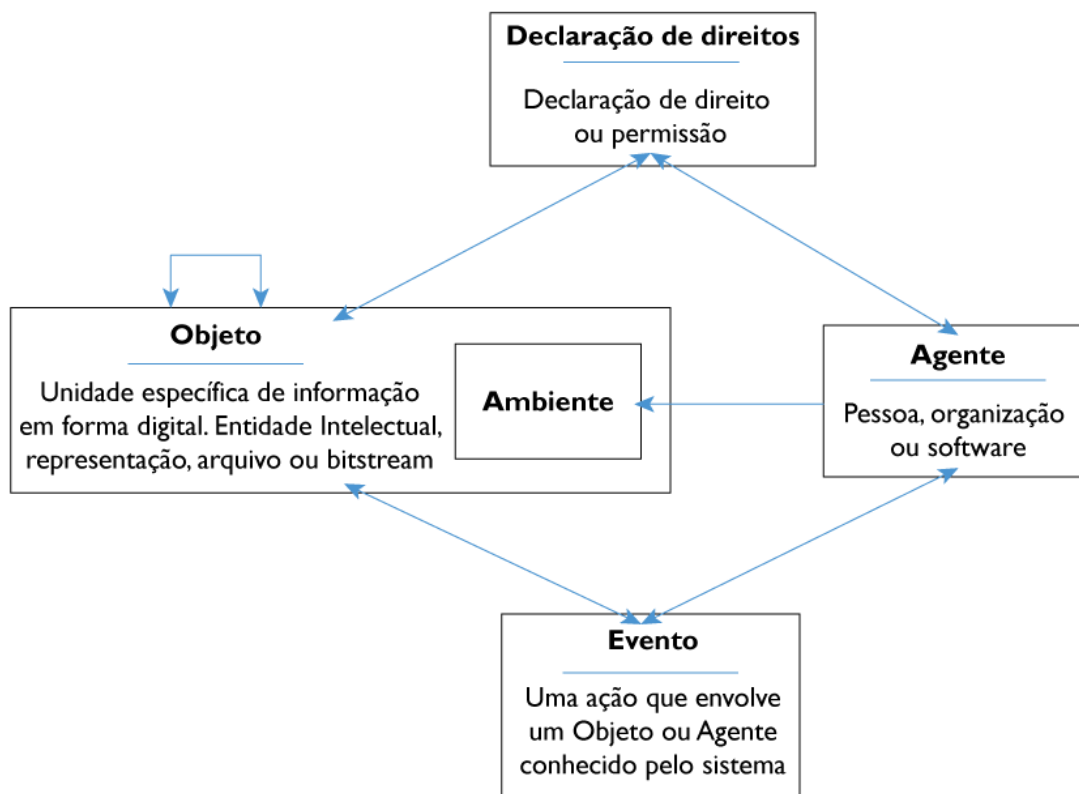 Declaração de direitos
Declaração de direito
ou permissão
Objeto
Unidade específica de informação
em forma digital. Entidade Intelectual,
representação, arquivo ou bitstream
Ambiente
Agente
Pessoa, organização
ou software
Evento
Uma ação que envolve
um Objeto ou Agente
conhecido pelo sistema